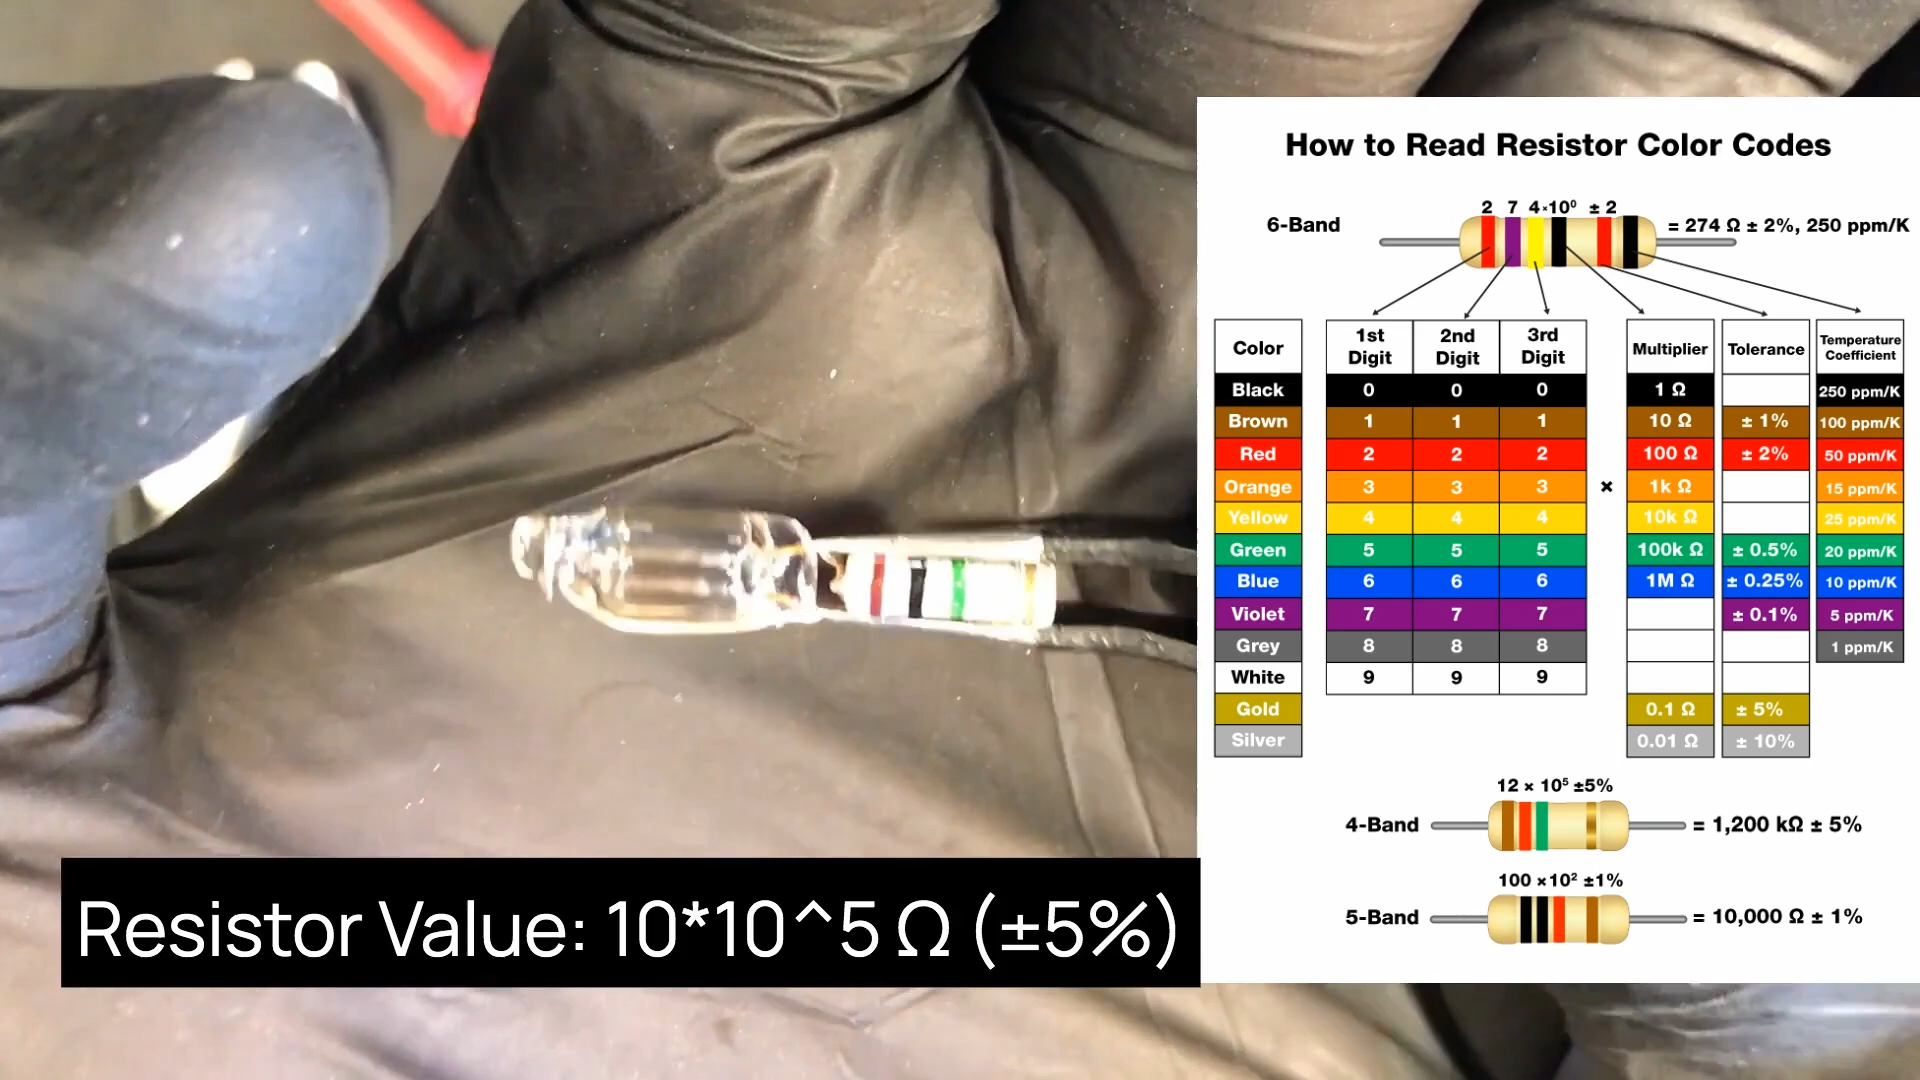 How to Read Resistor Color Codes
2 7 4 ×10⁰ ± 2
6-Band = 274 Ω ± 2%, 250 ppm/K
Color 1st Digit 2nd Digit 3rd Digit Multiplier Tolerance Temperature Coefficient
Black 0 0 0 1 Ω 250 ppm/K
Brown 1 1 1 10 Ω ± 1% 100 ppm/K
Red 2 2 2 100 Ω ± 2% 50 ppm/K
Orange 3 3 3 × 1k Ω 15 ppm/K
Yellow 4 4 4 10k Ω 25 ppm/K
Green 5 5 5 100k Ω ± 0.5% 20 ppm/K
Blue 6 6 6 1M Ω ± 0.25% 10 ppm/K
Violet 7 7 7 ± 0.1% 5 ppm/K
Grey 8 8 8 1 ppm/K
White 9 9 9
Gold 0.1 Ω ± 5%
Silver 0.01 Ω ± 10%
12 × 10⁵ ±5%
4-Band = 1,200 kΩ ± 5%
100 ×10² ±1%
5-Band = 10,000 Ω ± 1%
Resistor Value: 10*10^5 Ω (±5%)